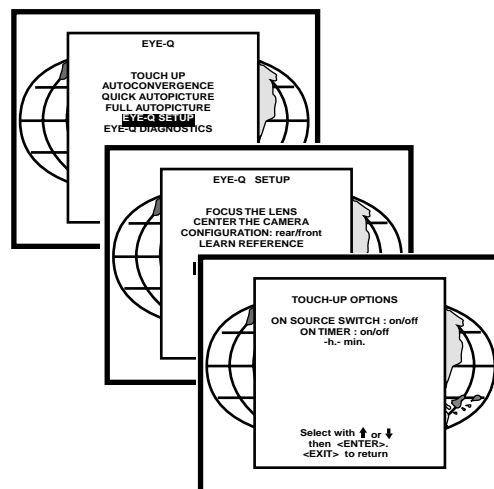 EYE-Q
TOUCH UP
AUTOCONVERGENCE
QUICK AUTOPICTURE
FULL AUTOPICTURE
EYE-Q SETUP
EYE-Q DIAGNOSTICS
EYE-Q SETUP
FOCUS THE LENS
CENTER THE CAMERA
CONFIGURATION: rear/front
LEARN REFERENCE
TOUCH-UP OPTIONS
ON SOURCE SWITCH : on/off
ON TIMER : on/off
-h.- min.
Select with ⬆ or ⬇
then <ENTER>.
<EXIT> to return